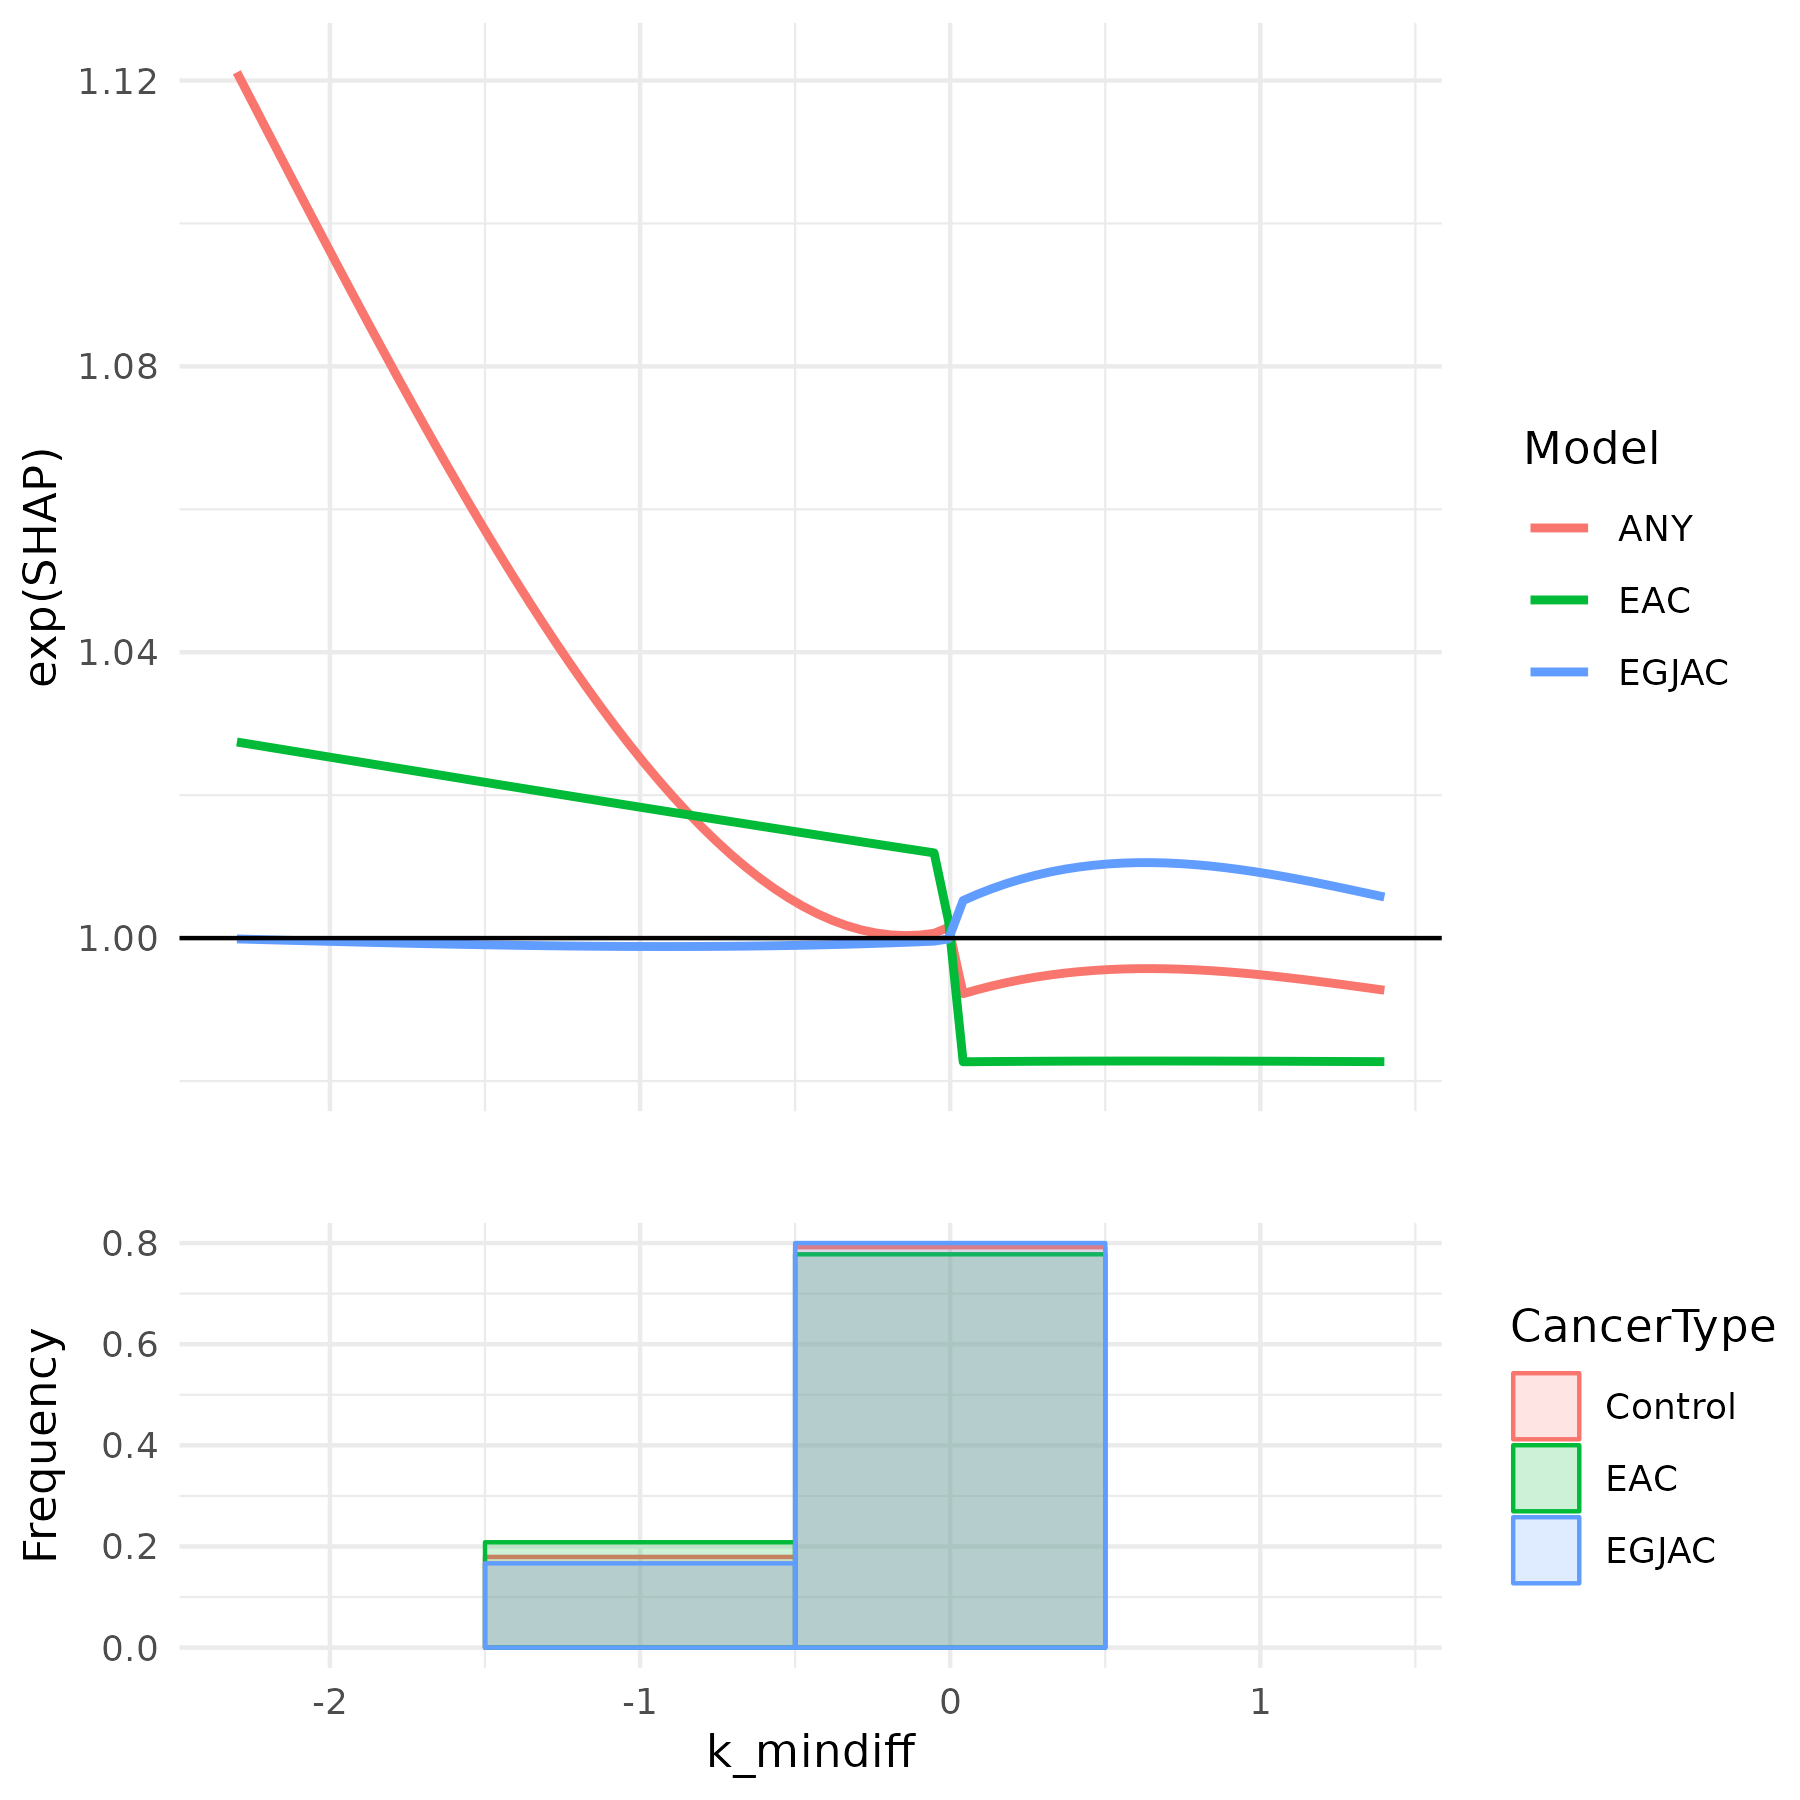 exp(SHAP)
1.12
1.08
1.04
1.00
Model
ANY
EAC
EGJAC
Frequency
0.8
0.6
0.4
0.2
0.0
-2
-1
0
1
k_mindiff
CancerType
Control
EAC
EGJAC